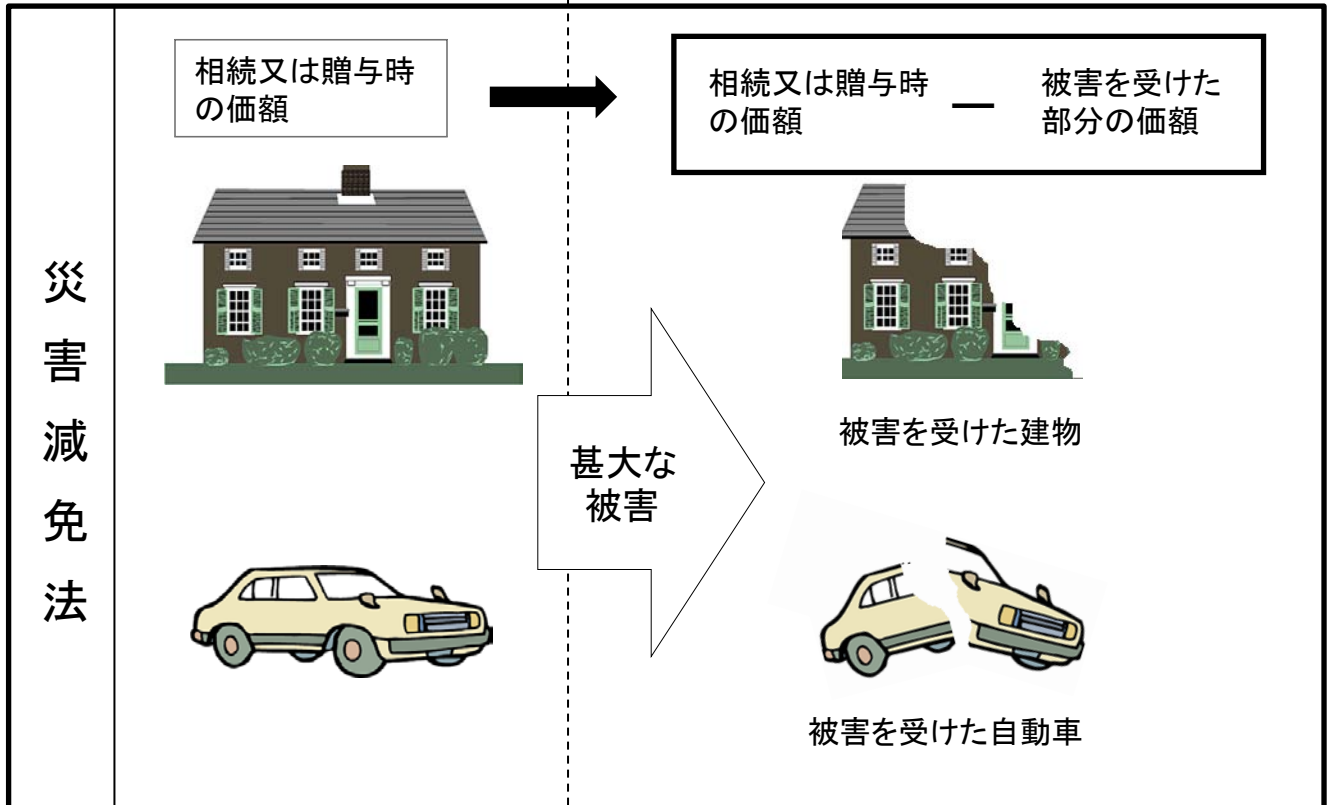 災害減免法
相続又は贈与時
の価額
相続又は贈与時
の価額
―
被害を受けた
部分の価額
甚大な
被害
被害を受けた建物
被害を受けた自動車